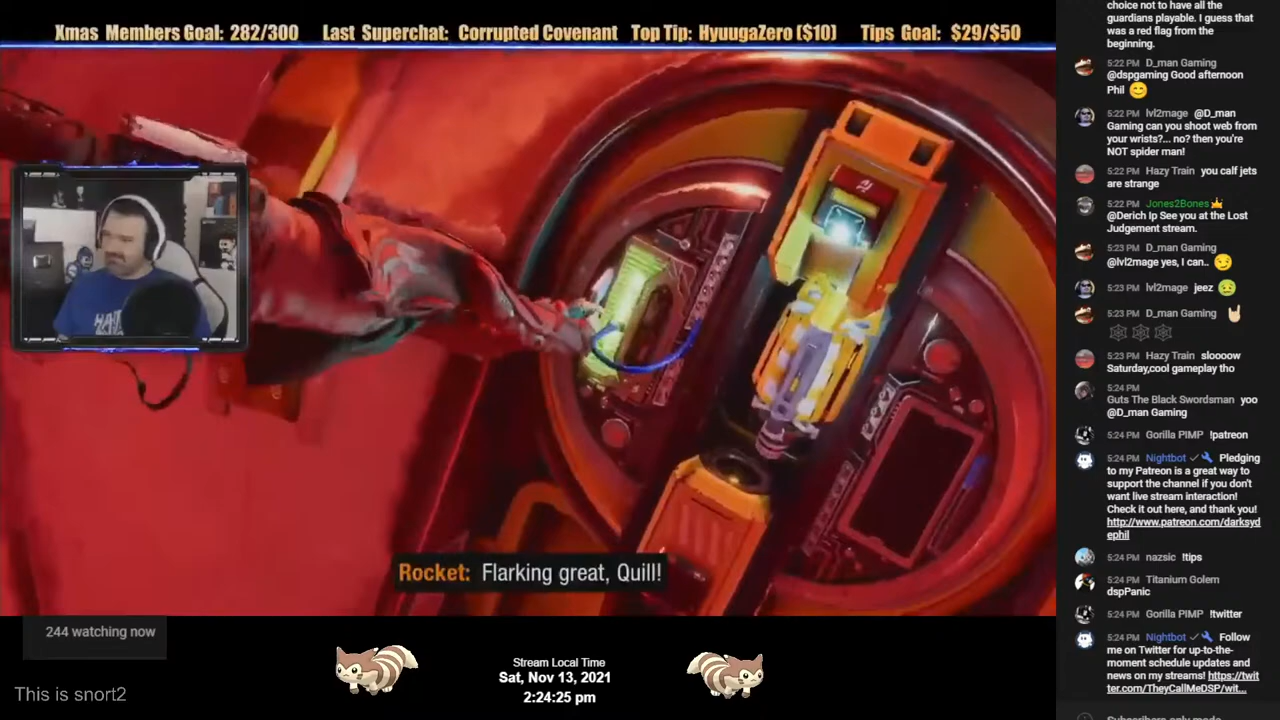 Xmas Members Goal: 282/300 Last Superchat: Corrupted Covenant Top Tip: HyuugaZero ($10) Tips Goal: $29/$50
Rocket: Flarking great, Quill!
244 watching now
This is snort2
Stream Local Time
Sat, Nov 13, 2021
2:24:25 pm
choice not to have all the
guardians playable. I guess that
was a red flag from the
beginning.
5:22 PM D_man Gaming
@dspgaming Good afternoon
Phil 😊
5:22 PM lvl2mage @D_man
Gaming can you shoot web from
your wrists?... no? then you're
NOT spider man!
5:22 PM Hazy Train you calf jets
are strange
5:22 PM Jones2Bones
@Derich Ip See you at the Lost
Judgement stream.
5:23 PM D_man Gaming
@lvl2mage yes, I can.. 😏
5:23 PM lvl2mage jeez 🤢
5:23 PM D_man Gaming 🤘🏻
🕸🕸🕸
5:23 PM Hazy Train sloooow
Saturday,cool gameplay tho
5:24 PM
Guts The Black Swordsman yoo
@D_man Gaming
5:24 PM Gorilla PIMP !patreon
5:24 PM Nightbot Pledging
to my Patreon is a great way to
support the channel if you don't
want live stream interaction!
Check it out here, and thank you!
http://www.patreon.com/darksyd
ephil
5:24 PM nazsic !tips
5:24 PM Titanium Golem
dspPanic
5:24 PM Gorilla PIMP !twitter
5:24 PM Nightbot Follow
me on Twitter for up-to-the-
moment schedule updates and
news on my streams! https://twit
ter.com/TheyCallMeDSP/wit...
Subscribers-only mode